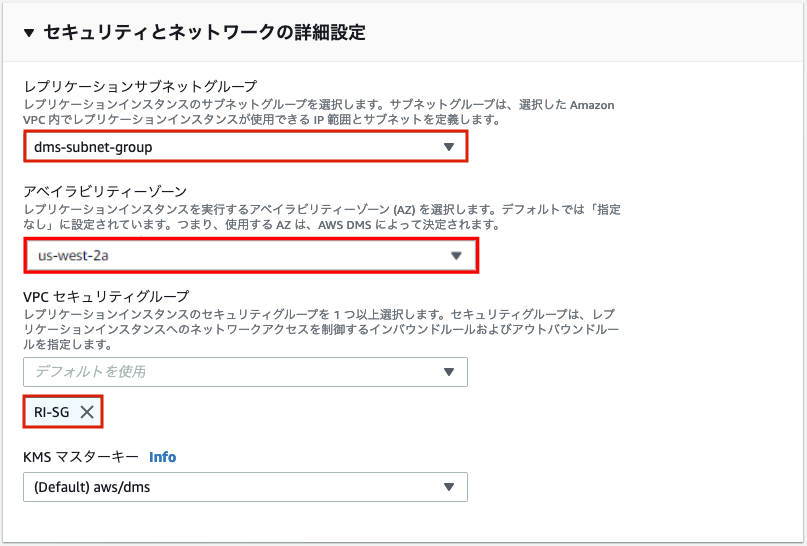 ▼ セキュリティとネットワークの詳細設定
レプリケーションサブネットグループ
レプリケーションインスタンスのサブネットグループを選択します。サブネットグループは、選択した Amazon
VPC 内でレプリケーションインスタンスが使用できる IP 範囲とサブネットを定義します。
dms-subnet-group
アベイラビリティーゾーン
レプリケーションインスタンスを実行するアベイラビリティーゾーン (AZ) を選択します。デフォルトでは「指定
なし」に設定されています。つまり、使用する AZ は、AWS DMS によって決定されます。
us-west-2a
VPC セキュリティグループ
レプリケーションインスタンスのセキュリティグループを 1 つ以上選択します。セキュリティグループは、レプ
リケーションインスタンスへのネットワークアクセスを制御するインバウンドルールおよびアウトバウンドルー
ルを指定します。
デフォルトを使用
RI-SG
KMS マスターキー Info
(Default) aws/dms